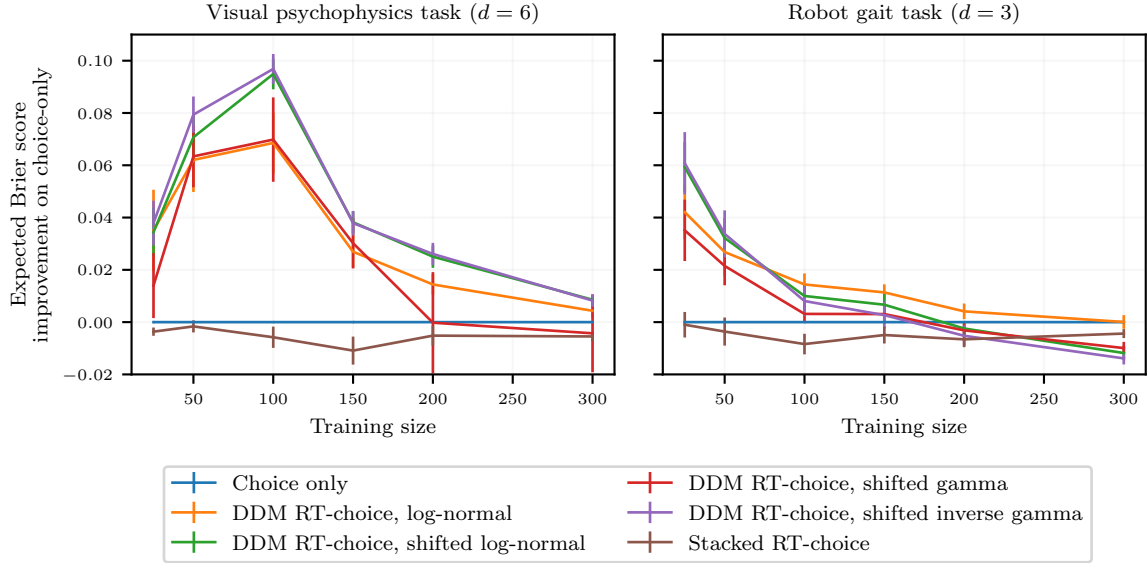 Visual psychophysics task (d = 6)
Robot gait task (d = 3)
Expected Brier score
improvement on choice-only
0.10
0.08
0.06
0.04
0.02
0.00
−0.02
50 100 150 200 250 300
50 100 150 200 250 300
Training size
Training size
Choice only
DDM RT-choice, log-normal
DDM RT-choice, shifted log-normal
DDM RT-choice, shifted gamma
DDM RT-choice, shifted inverse gamma
Stacked RT-choice